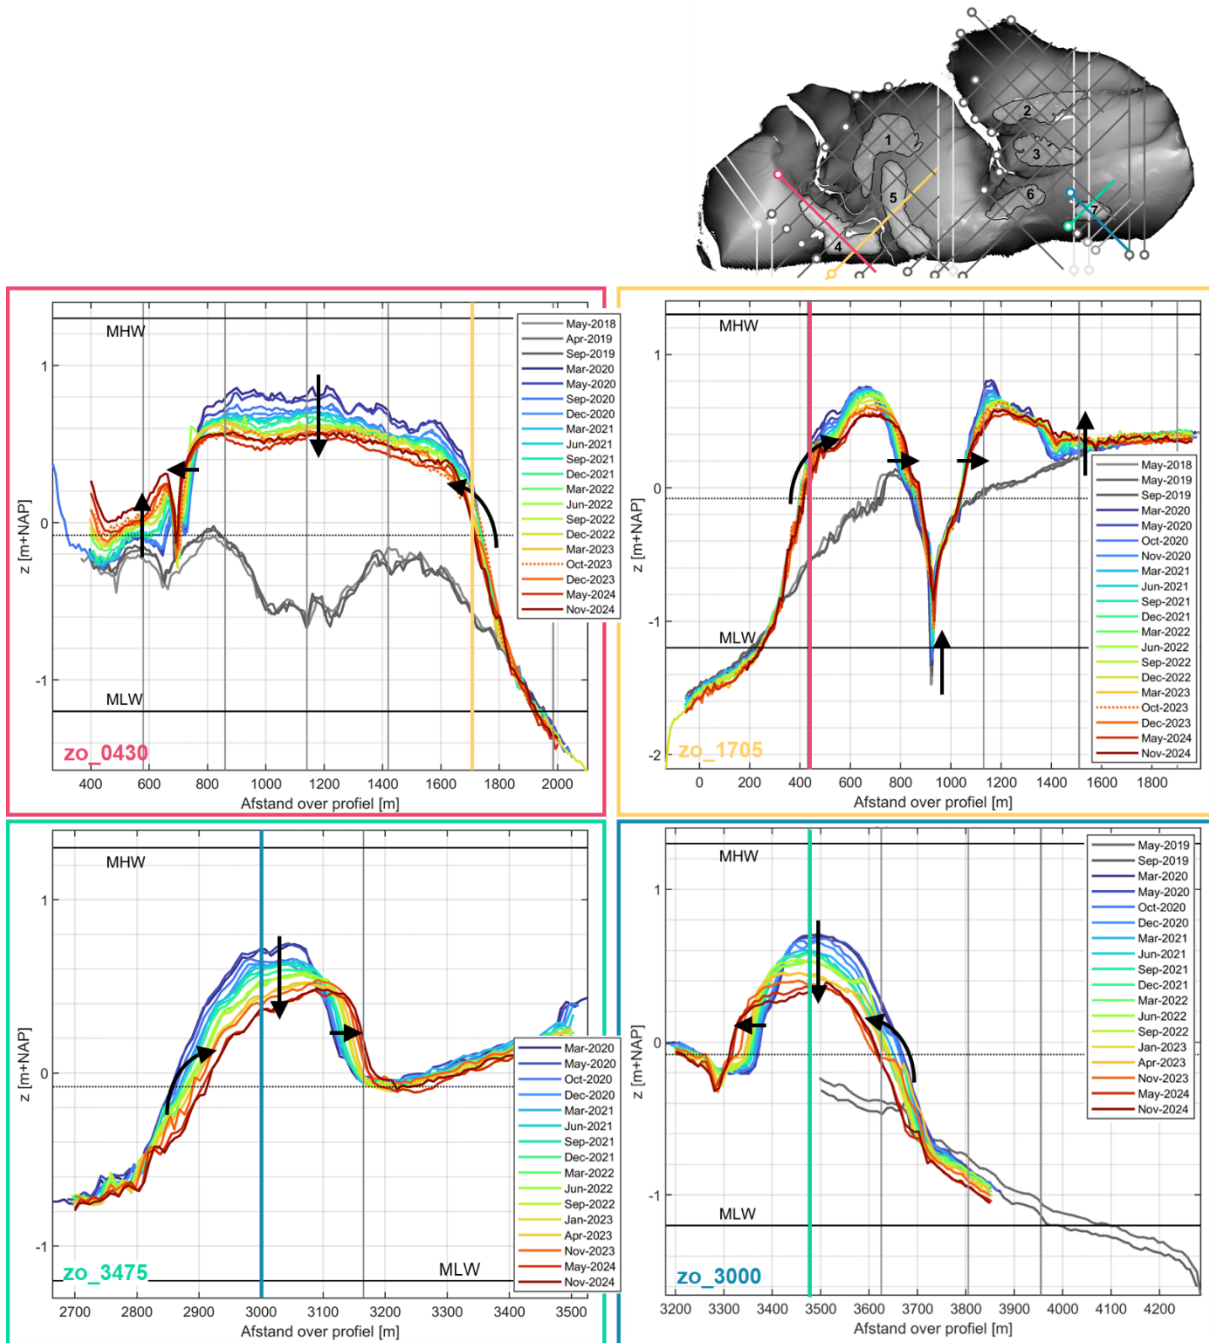 2
1
3
5
6
7
4
MHW
May-2018
Apr-2019
Sep-2019
Mar-2020
May-2020
Sep-2020
Dec-2020
Mar-2021
Jun-2021
Sep-2021
Dec-2021
Mar-2022
Jun-2022
Sep-2022
Dec-2022
Mar-2023
Oct-2023
Dec-2023
May-2024
Nov-2024
1
0
-1
z [m+NAP]
MLW
zo_0430
400 600 800 1000 1200 1400 1600 1800 2000
Afstand over profiel [m]
MHW
1
0
-1
-2
z [m+NAP]
MLW
May-2018
May-2019
Sep-2019
Mar-2020
May-2020
Oct-2020
Nov-2020
Mar-2021
Jun-2021
Sep-2021
Dec-2021
Mar-2022
Jun-2022
Sep-2022
Dec-2022
Mar-2023
Oct-2023
Dec-2023
May-2024
Nov-2024
zo_1705
0 200 400 600 800 1000 1200 1400 1600 1800
Afstand over profiel [m]
MHW
1
0
-1
z [m+NAP]
Mar-2020
May-2020
Oct-2020
Dec-2020
Mar-2021
Jun-2021
Sep-2021
Dec-2021
Mar-2022
Jun-2022
Sep-2022
Jan-2023
Apr-2023
Nov-2023
May-2024
Nov-2024
zo_3475
MLW
2700 2800 2900 3000 3100 3200 3300 3400 3500
Afstand over profiel [m]
MHW
May-2019
Sep-2019
Mar-2020
May-2020
Oct-2020
Dec-2020
Mar-2021
Jun-2021
Sep-2021
Dec-2021
Mar-2022
Jun-2022
Sep-2022
Jan-2023
Apr-2023
Nov-2023
May-2024
Nov-2024
1
0
-1
z [m+NAP]
MLW
zo_3000
3200 3300 3400 3500 3600 3700 3800 3900 4000 4100 4200
Afstand over profiel [m]